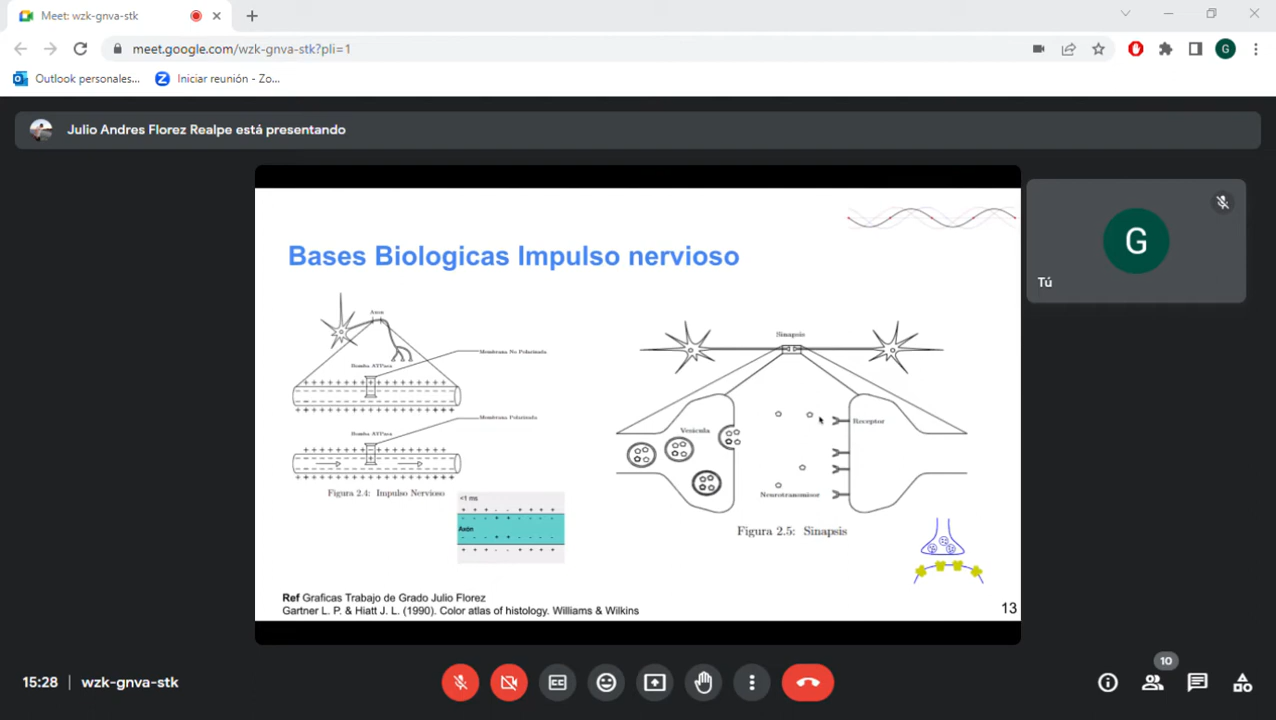 Meet: wzk-gnva-stk
meet.google.com/wzk-gnva-stk?pli=1
G
Outlook personales...
Iniciar reunión - Zo...
Julio Andres Florez Realpe está presentando
Bases Biologicas Impulso nervioso
Axon
Bomba ATPara
Membrana No Polarizada
Membrana Polarizada
Bomba ATPara
Figura 2.4: Impulso Nervioso
<1 ms
Axón
Sinapsis
Vesicula
Receptor
Neurotransmisor
Figura 2.5: Sinapsis
Ref Graficas Trabajo de Grado Julio Florez
Gartner L. P. & Hiatt J. L. (1990). Color atlas of histology. Williams & Wilkins
13
G
Tú
15:28 | wzk-gnva-stk
CC
10